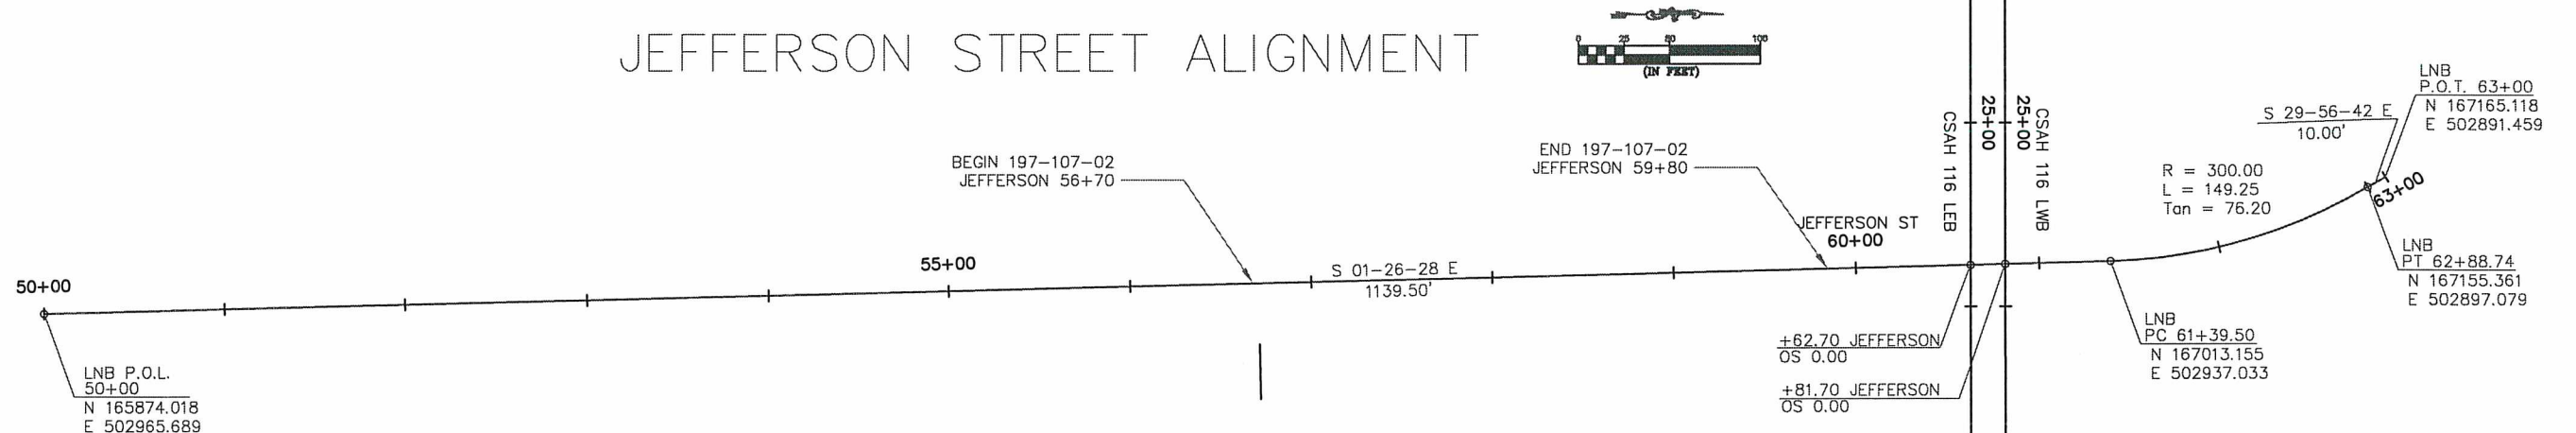 JEFFERSON STREET ALIGNMENT
0 25 50 100
(IN FEET)
LNB
P.O.T. 63+00
N 167165.118
E 502891.459
S 29-56-42 E
10.00'
25+00
25+00
CSAH 116 LEB
CSAH 116 LWB
BEGIN 197-107-02
JEFFERSON 56+70
END 197-107-02
JEFFERSON 59+80
R = 300.00
L = 149.25
Tan = 76.20
63+00
JEFFERSON ST
60+00
55+00
50+00
S 01-26-28 E
1139.50'
LNB
PT 62+88.74
N 167155.361
E 502897.079
LNB
PC 61+39.50
N 167013.155
E 502937.033
+62.70 JEFFERSON
OS 0.00
+81.70 JEFFERSON
OS 0.00
LNB P.O.L.
50+00
N 165874.018
E 502965.689